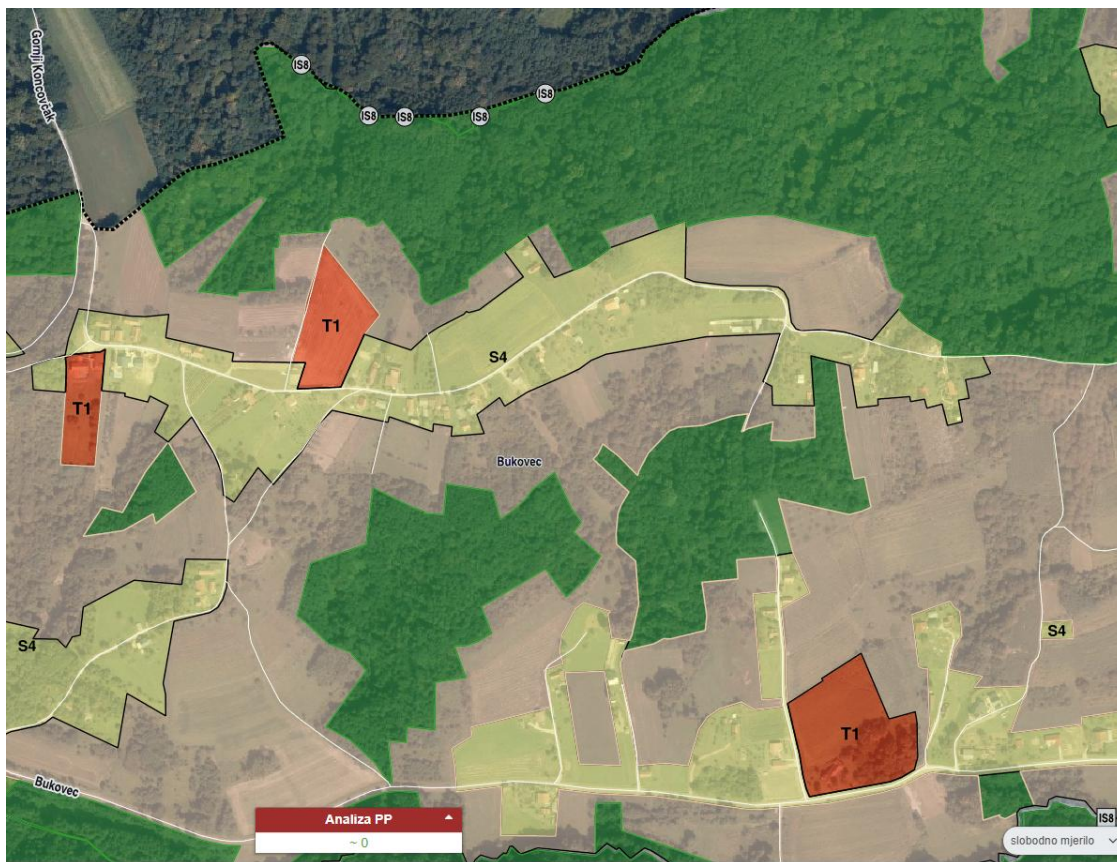 Gornji Koncovčak
IS8
IS8
IS8
IS8
IS8
T1
S4
T1
Bukovec
S4
S4
T1
Bukovec
IS8
Analiza PP
~ 0
slobodno mjerilo